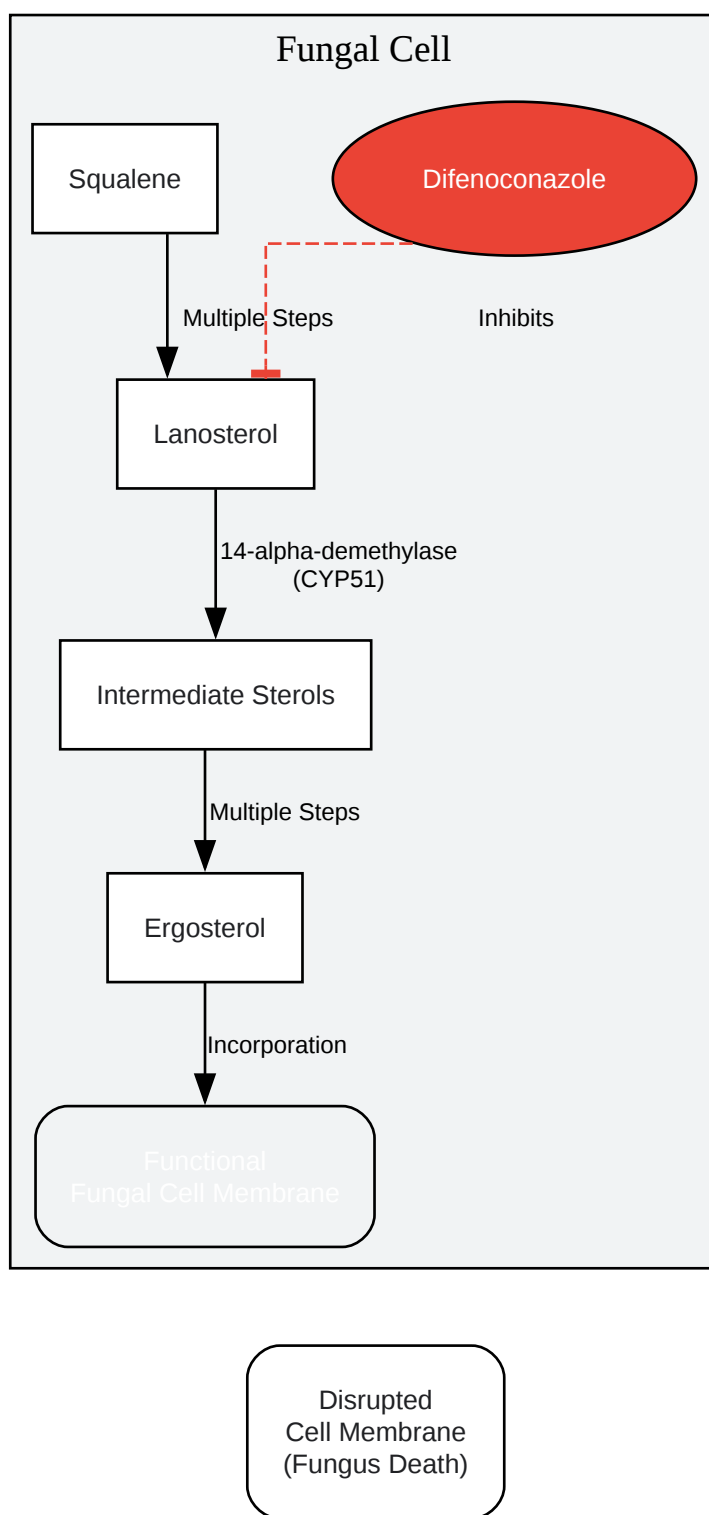 Fungal Cell
Squalene
Difenoconazole
Multiple Steps
Inhibits
Lanosterol
14-alpha-demethylase
(CYP51)
Intermediate Sterols
Multiple Steps
Ergosterol
Incorporation
Functional
Fungal Cell Membrane
Disrupted
Cell Membrane
(Fungus Death)